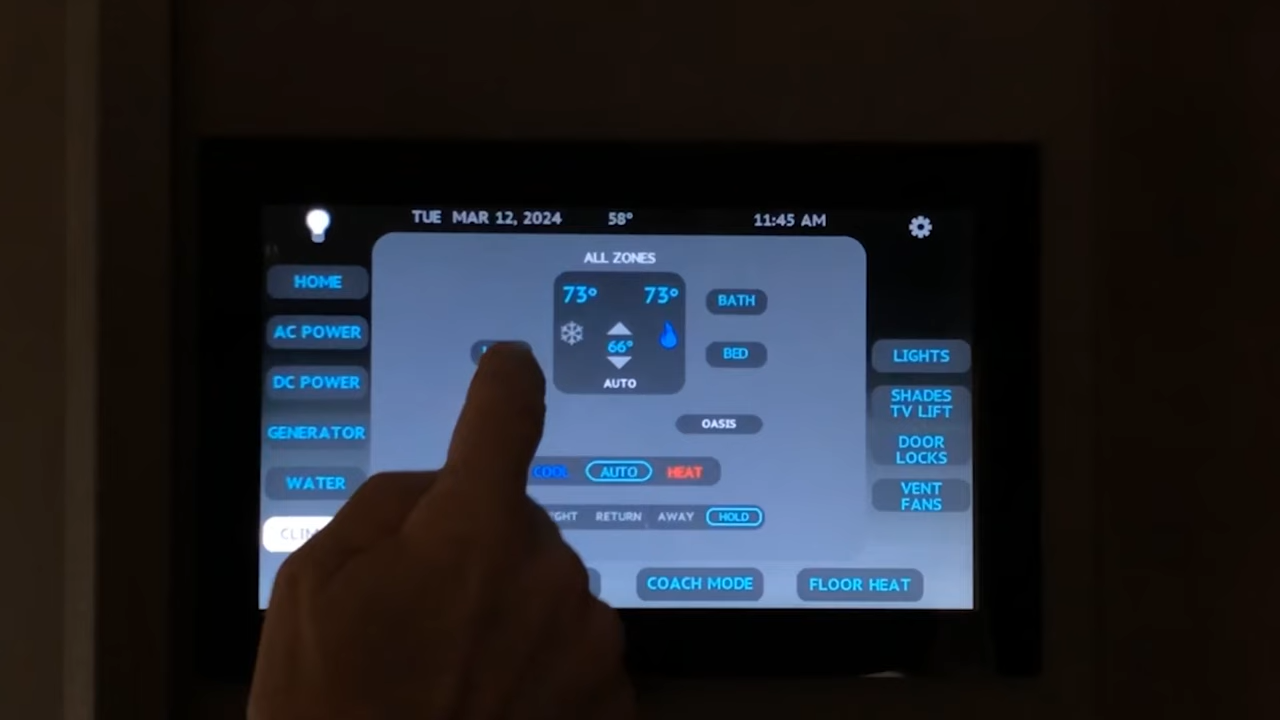 TUE MAR 12, 2024 58° 11:45 AM
HOME
AC POWER
DC POWER
GENERATOR
WATER
ALL ZONES
73° 73°
66°
AUTO
BATH
BED
OASIS
COOL AUTO HEAT
RETURN AWAY HOLD
COACH MODE
FLOOR HEAT
LIGHTS
SHADES
TV LIFT
DOOR
LOCKS
VENT
FANS